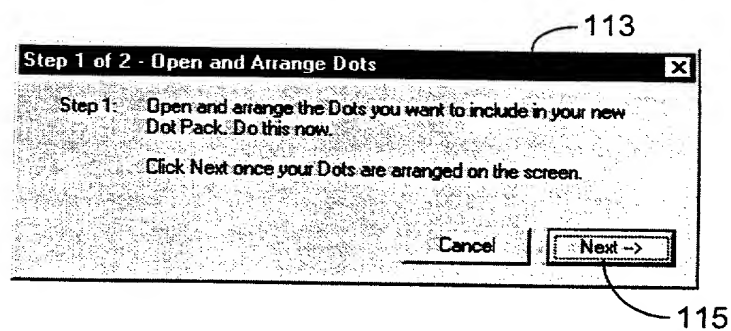 113
Step 1 of 2 - Open and Arrange Dots
Step 1: Open and arrange the Dots you want to include in your new
Dot Pack. Do this now.
Click Next once your Dots are arranged on the screen.
Cancel Next -->
115